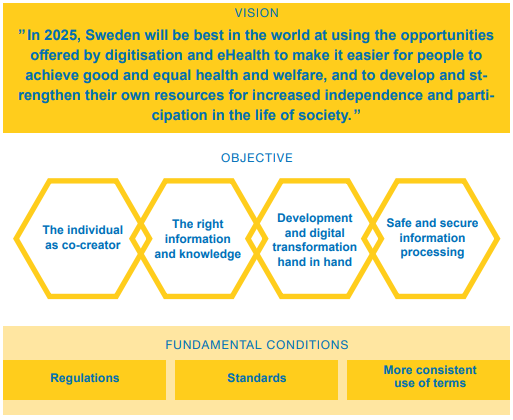 VISION
”In 2025, Sweden will be best in the world at using the opportunities
offered by digitisation and eHealth to make it easier for people to
achieve good and equal health and welfare, and to develop and st-
rengthen their own resources for increased independence and parti-
cipation in the life of society.”
OBJECTIVE
The individual
as co-creator
The right
information
and knowledge
Development
and digital
transformation
hand in hand
Safe and secure
information
processing
FUNDAMENTAL CONDITIONS
Regulations
Standards
More consistent
use of terms